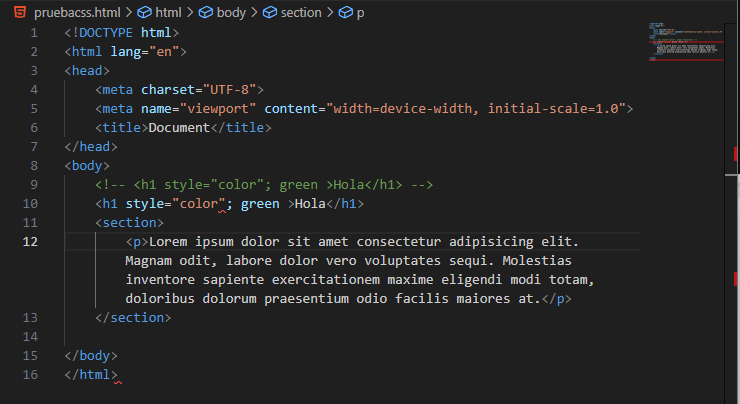 pruebacss.html > html > body > section > p
1 <!DOCTYPE html>
2 <html lang="en">
3 <head>
4 <meta charset="UTF-8">
5 <meta name="viewport" content="width=device-width, initial-scale=1.0">
6 <title>Document</title>
7 </head>
8 <body>
9 <!-- <h1 style="color"; green >Hola</h1> -->
10 <h1 style="color"; green >Hola</h1>
11 <section>
12 <p>Lorem ipsum dolor sit amet consectetur adipisicing elit.
Magnam odit, labore dolor vero voluptates sequi. Molestias
inventore sapiente exercitationem maxime eligendi modi totam,
doloribus dolorum praesentium odio facilis maiores at.</p>
13 </section>
14
15 </body>
16 </html>